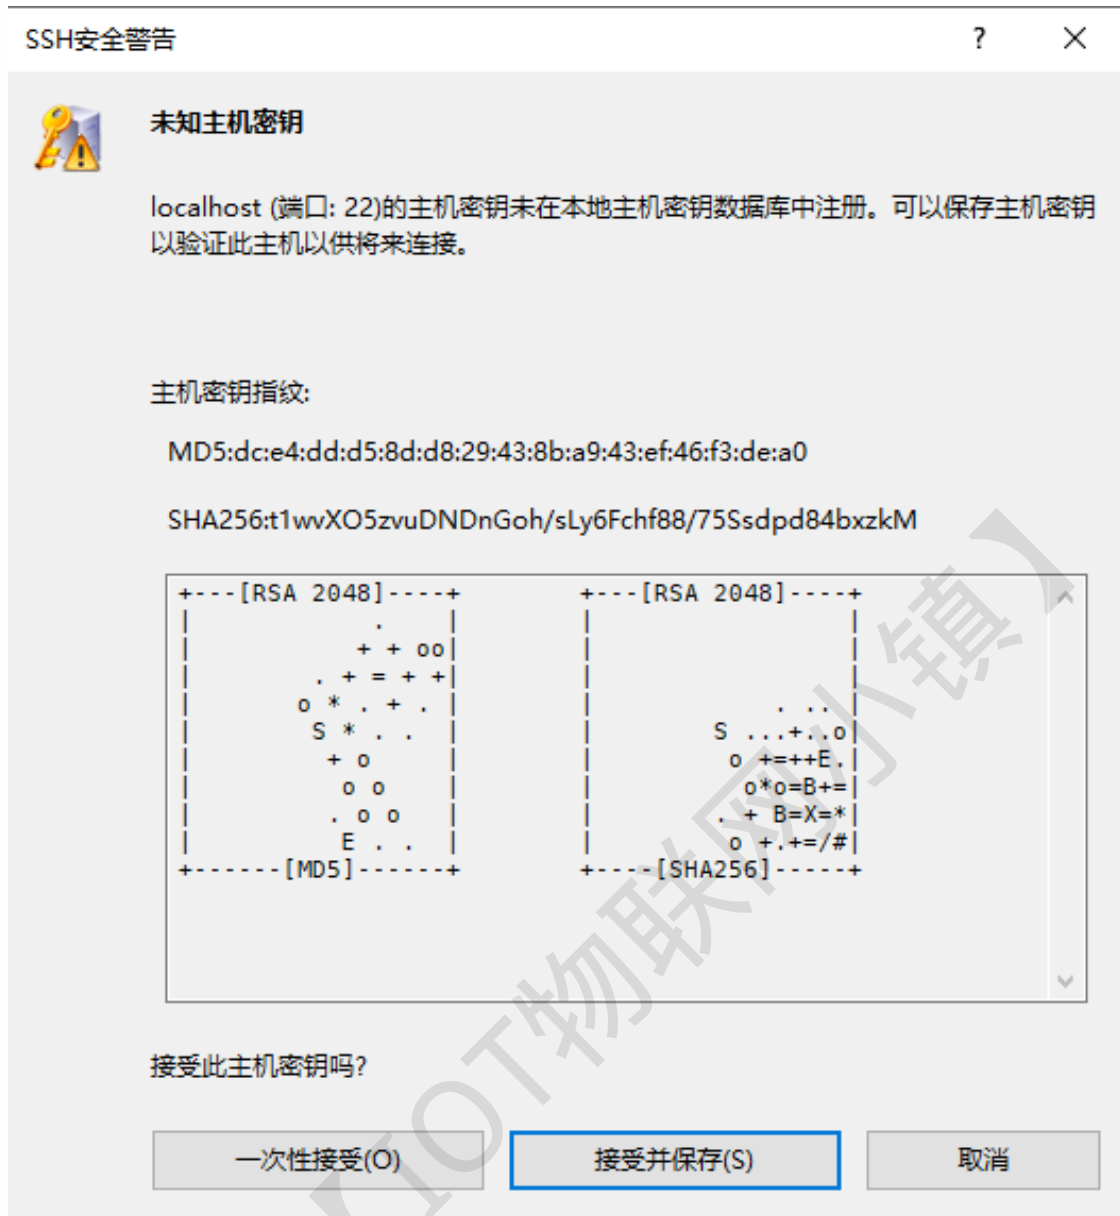 SSH安全警告
未知主机密钥
localhost (端口: 22)的主机密钥未在本地主机密钥数据库中注册。可以保存主机密钥
以验证此主机以供将来连接。
主机密钥指纹:
MD5:dc:e4:dd:d5:8d:d8:29:43:8b:a9:43:ef:46:f3:de:a0
SHA256:t1wvXO5zvuDNDnGoh/sLy6Fchf88/75Ssdpd84bxzkM
+---[RSA 2048]----+        +---[RSA 2048]----+
|             .   |        |                 |
|            + + oo|        |                 |
|         . + = + +|        |                 |
|        o * . + . |        |             . .. |
|         S * . .  |        |         S ...+..o|
|          + o     |        |          o +=++E.|
|           o o    |        |           o*o=B+=|
|          . o o   |        |         . + B=X=*|
|           E . .  |        |          o +.+=/#|
+------[MD5]------+        +----[SHA256]-----+
接受此主机密钥吗?
一次性接受(O) 接受并保存(S) 取消
【IOT物联网小镇】